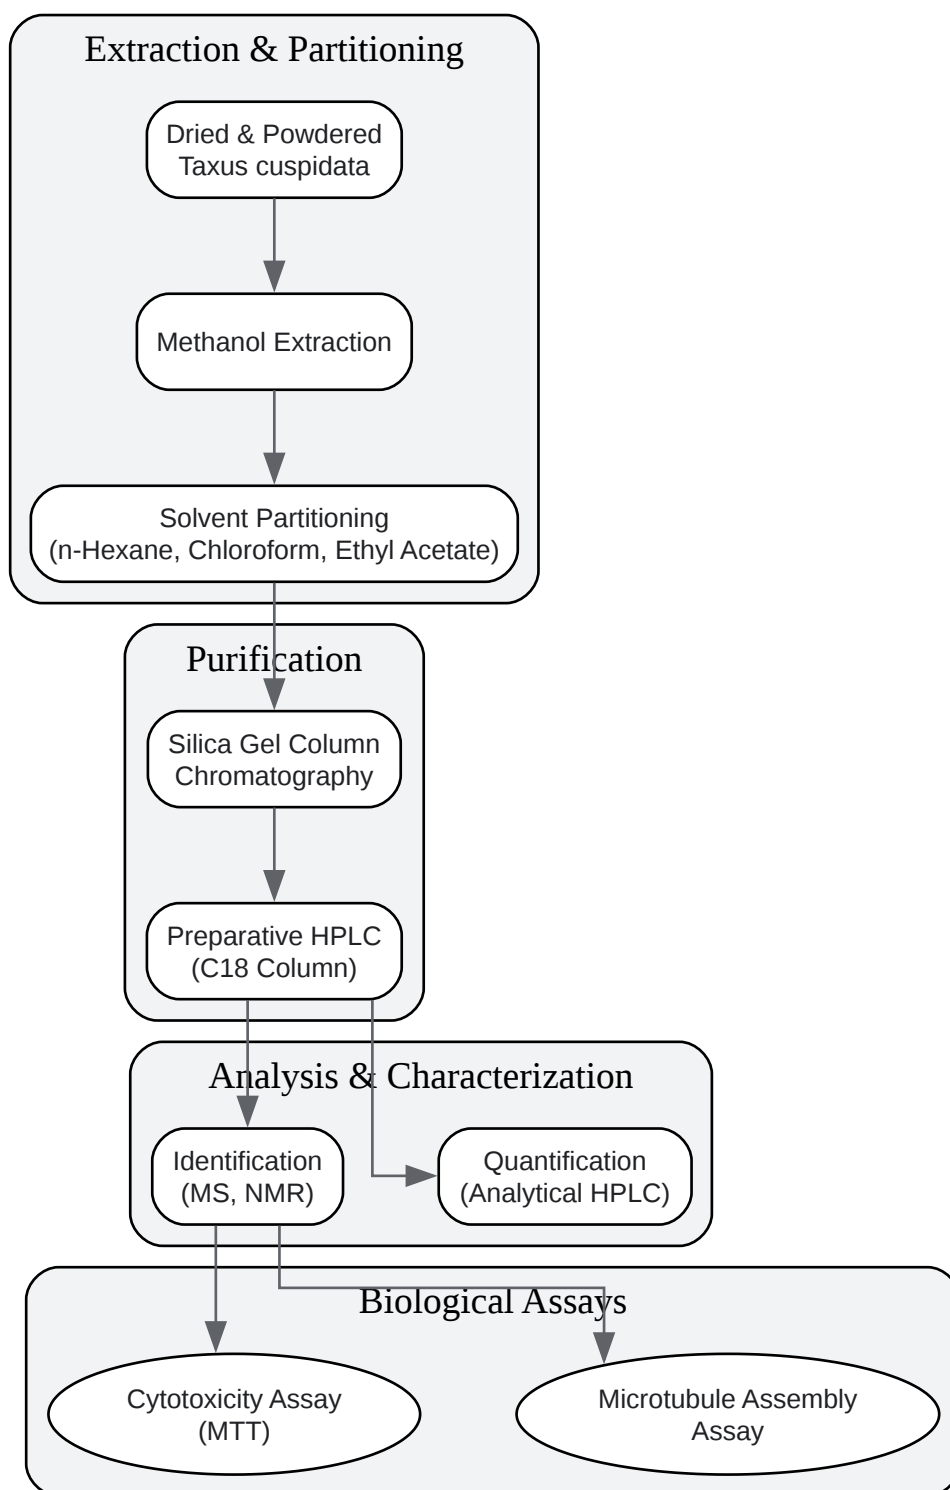 Extraction & Partitioning
Dried & Powdered
Taxus cuspidata
Methanol Extraction
Solvent Partitioning
(n-Hexane, Chloroform, Ethyl Acetate)
Purification
Silica Gel Column
Chromatography
Preparative HPLC
(C18 Column)
Analysis & Characterization
Identification
(MS, NMR)
Quantification
(Analytical HPLC)
Biological Assays
Cytotoxicity Assay
(MTT)
Microtubule Assembly
Assay